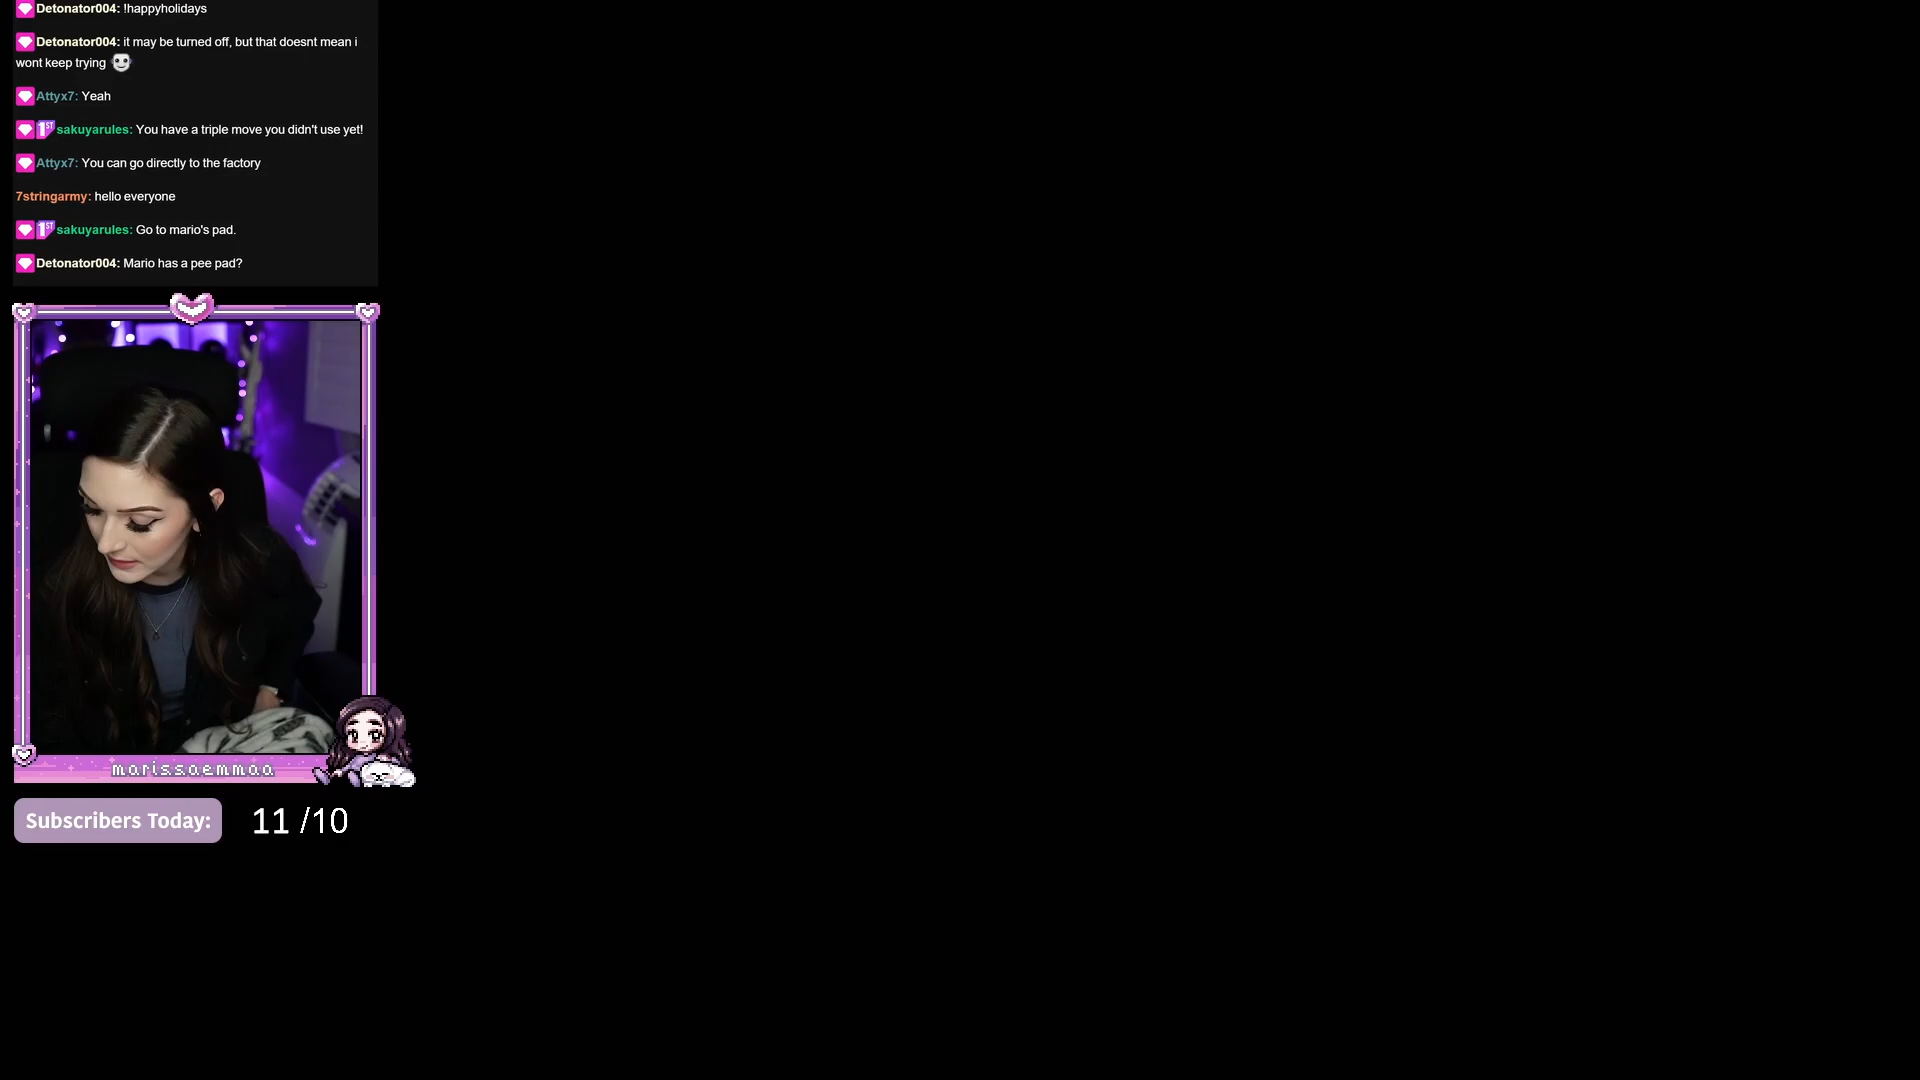 Detonator004: !happyholidays
Detonator004: it may be turned off, but that doesnt mean i
wont keep trying
Attyx7: Yeah
1ST sakuyarules: You have a triple move you didn't use yet!
Attyx7: You can go directly to the factory
7stringarmy: hello everyone
1ST sakuyarules: Go to mario's pad.
Detonator004: Mario has a pee pad?
marissaemmaa
Subscribers Today: 11 /10